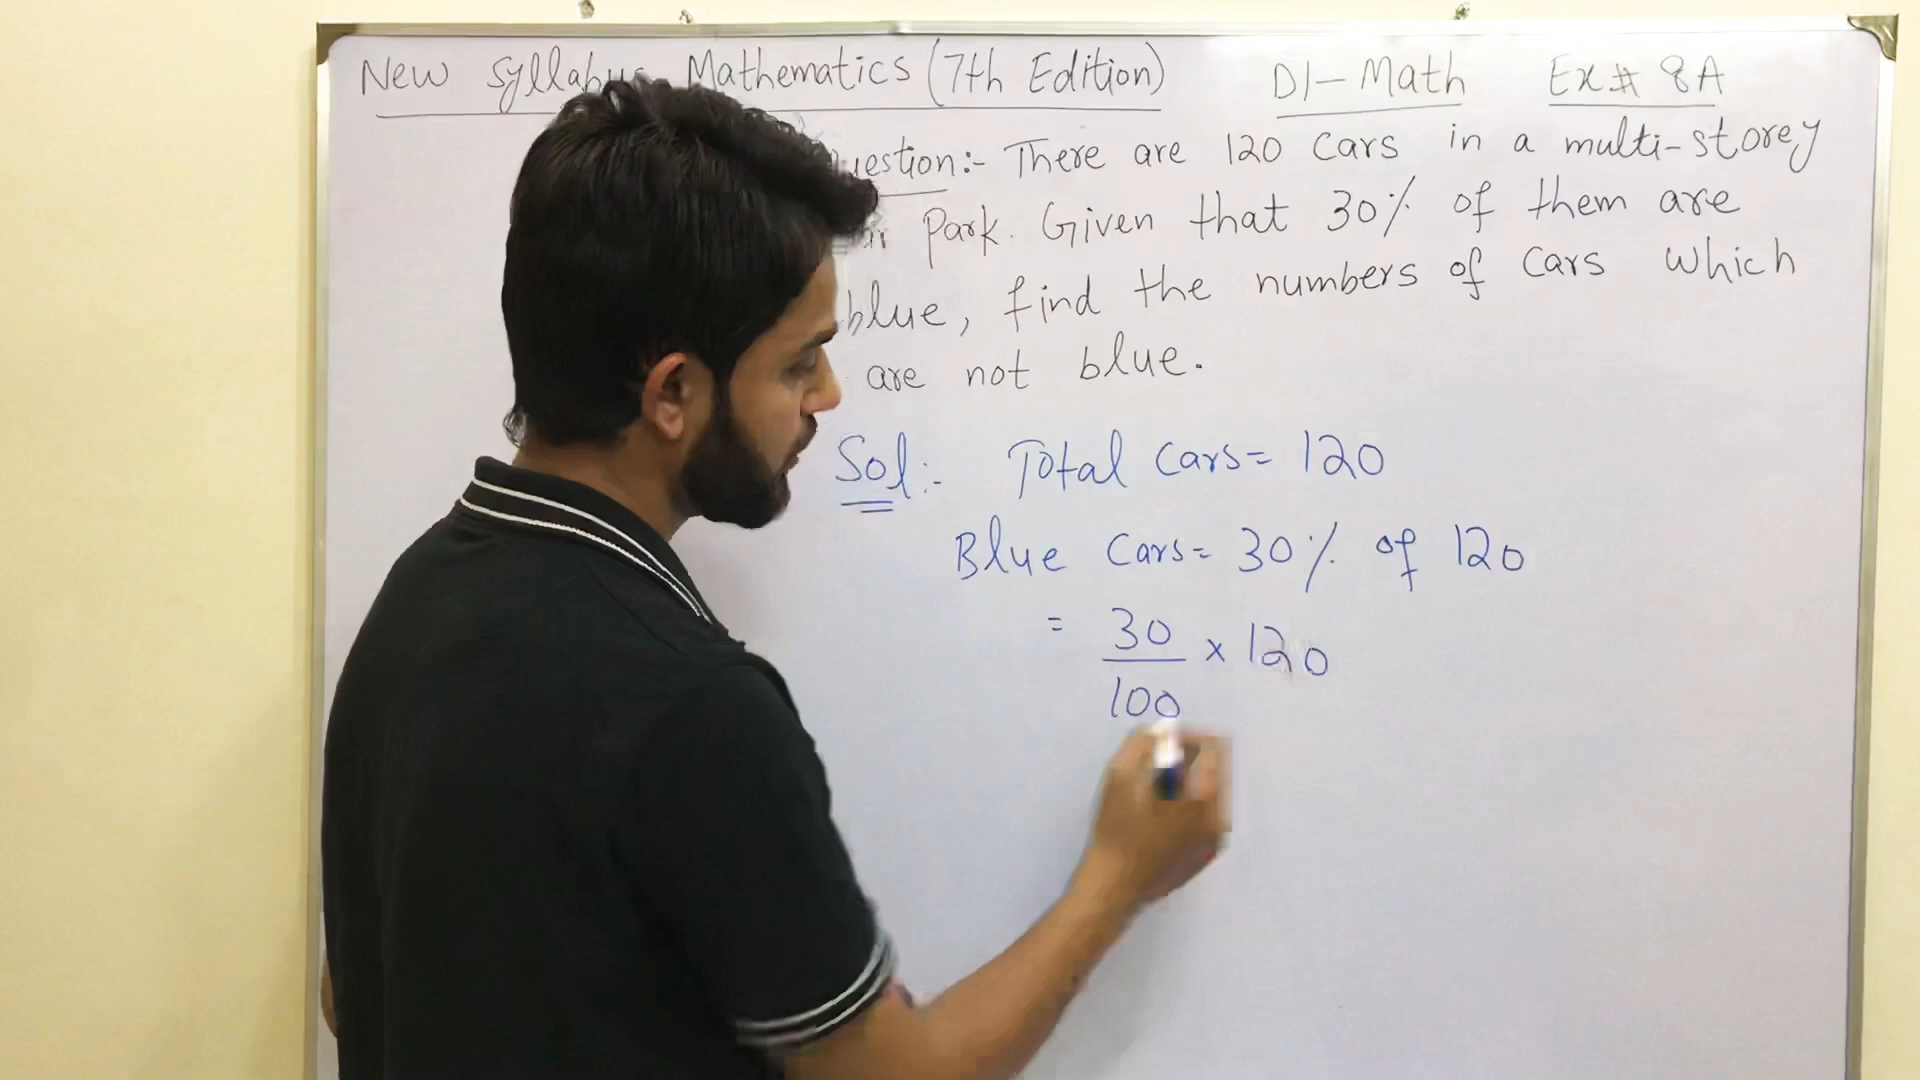 New Syllabus Mathematics (7th Edition) D1-Math Ex# 8A
uestion:- There are 120 cars in a multi-storey
Park. Given that 30% of them are
blue, find the numbers of cars which
are not blue.
Sol:- Total cars = 120
Blue Cars = 30% of 120
= 30/100 × 120